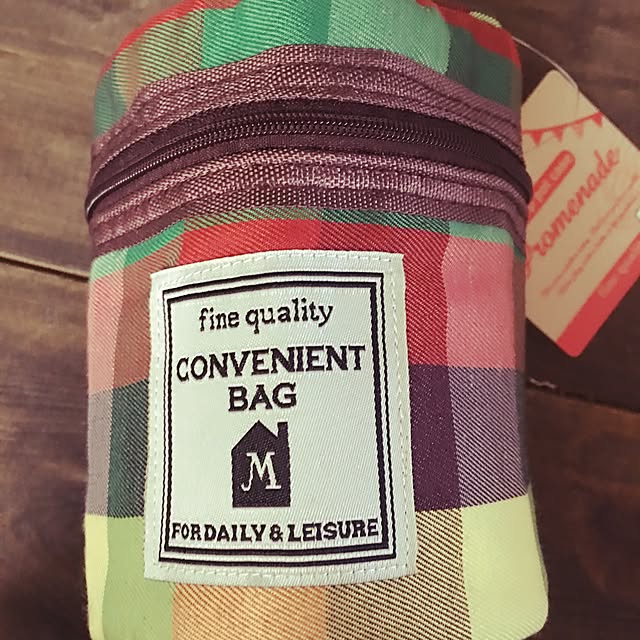 fine quality
CONVENIENT
BAG
M
FOR DAILY & LEISURE
Promenade